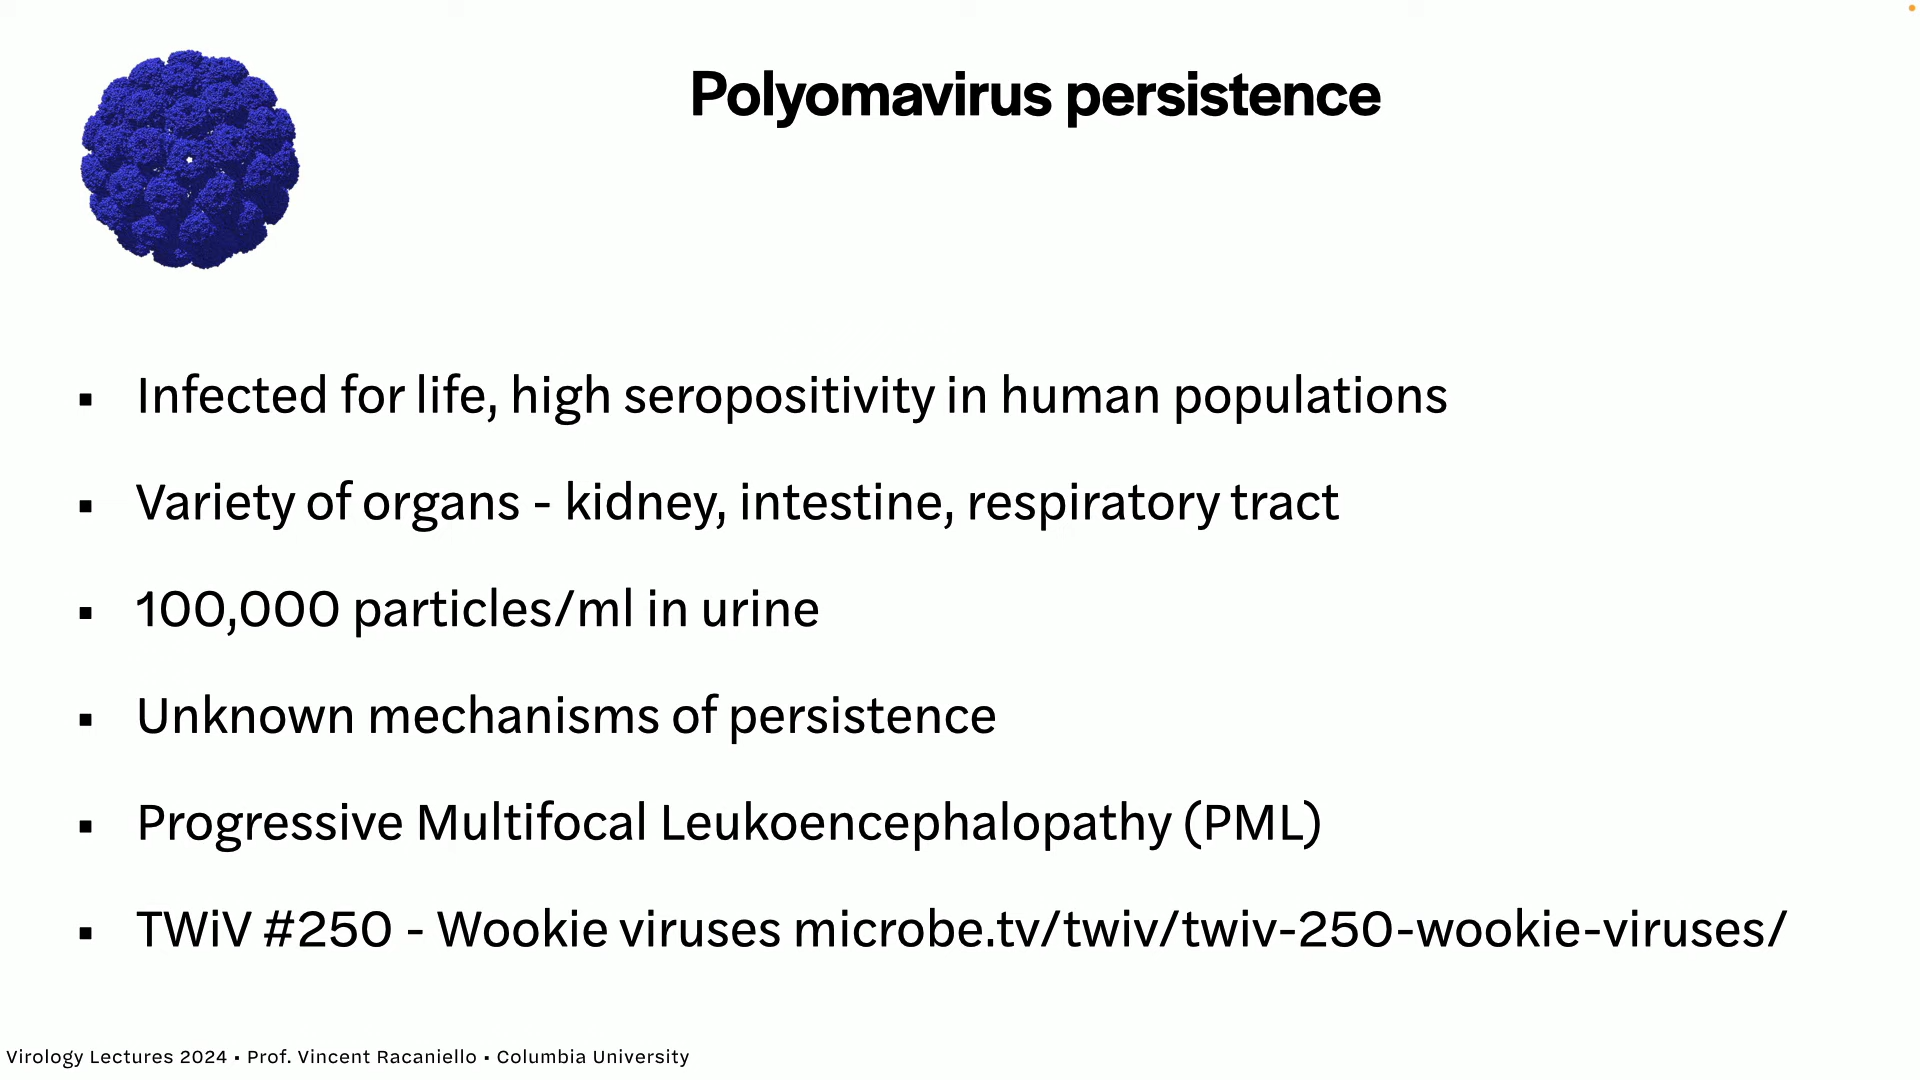 Polyomavirus persistence
▪ Infected for life, high seropositivity in human populations
▪ Variety of organs - kidney, intestine, respiratory tract
▪ 100,000 particles/ml in urine
▪ Unknown mechanisms of persistence
▪ Progressive Multifocal Leukoencephalopathy (PML)
▪ TWiV #250 - Wookie viruses microbe.tv/twiv/twiv-250-wookie-viruses/
Virology Lectures 2024 ▪ Prof. Vincent Racaniello ▪ Columbia University